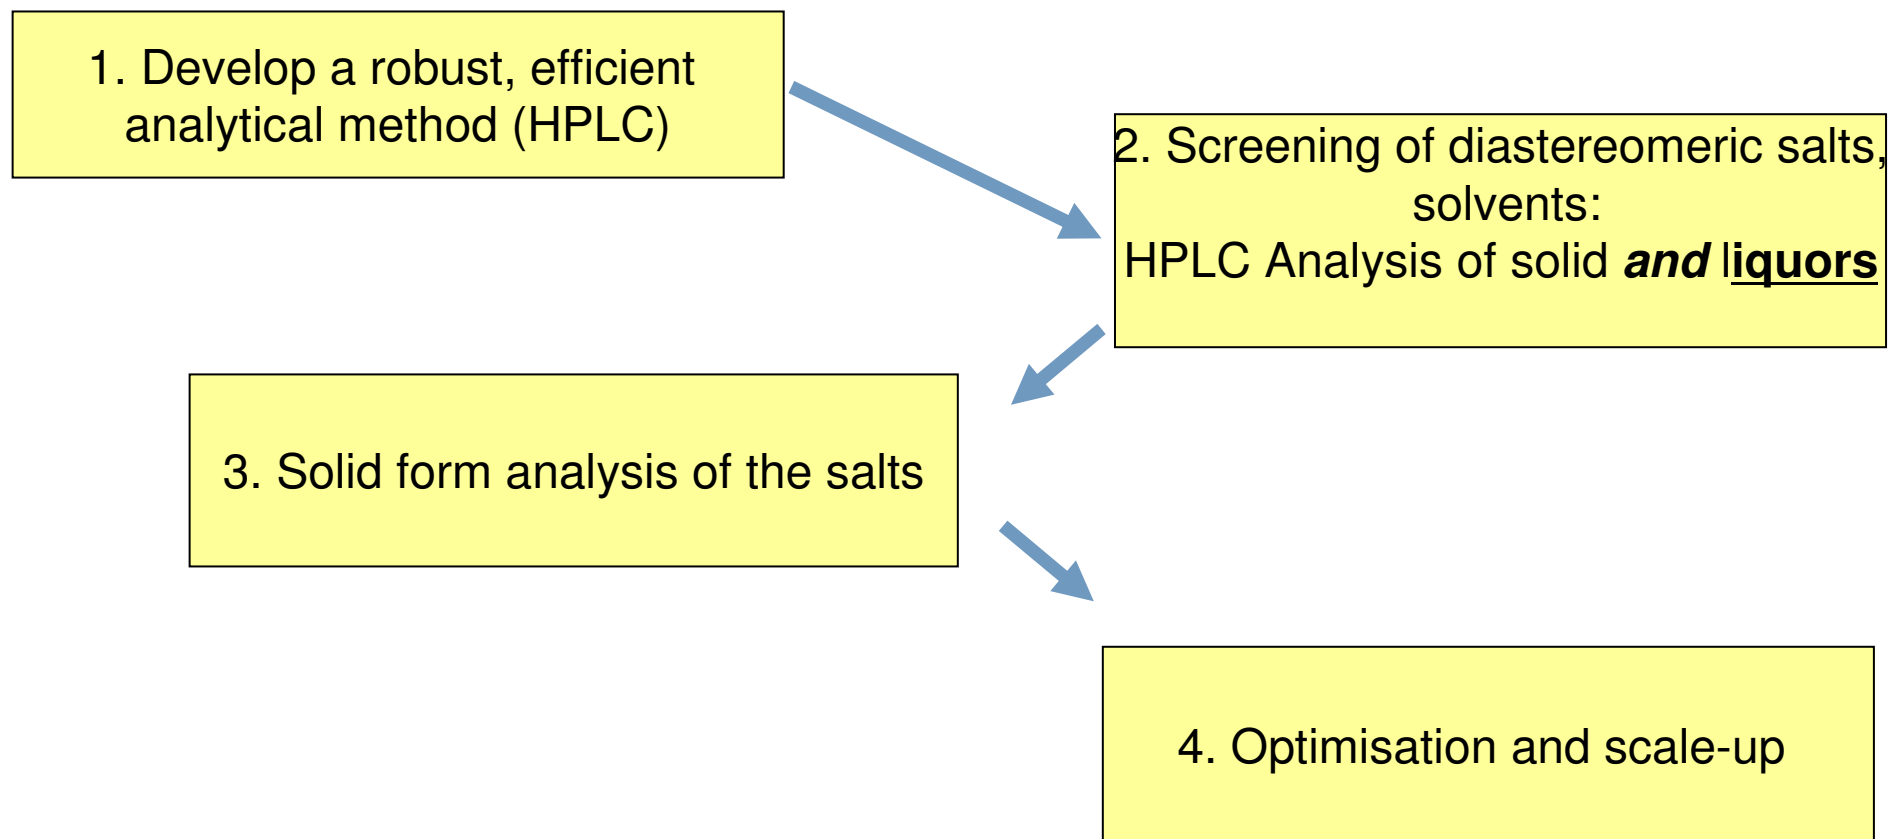 1. Develop a robust, efficient
analytical method (HPLC)
2. Screening of diastereomeric salts,
solvents:
HPLC Analysis of solid and liquors
3. Solid form analysis of the salts
4. Optimisation and scale-up